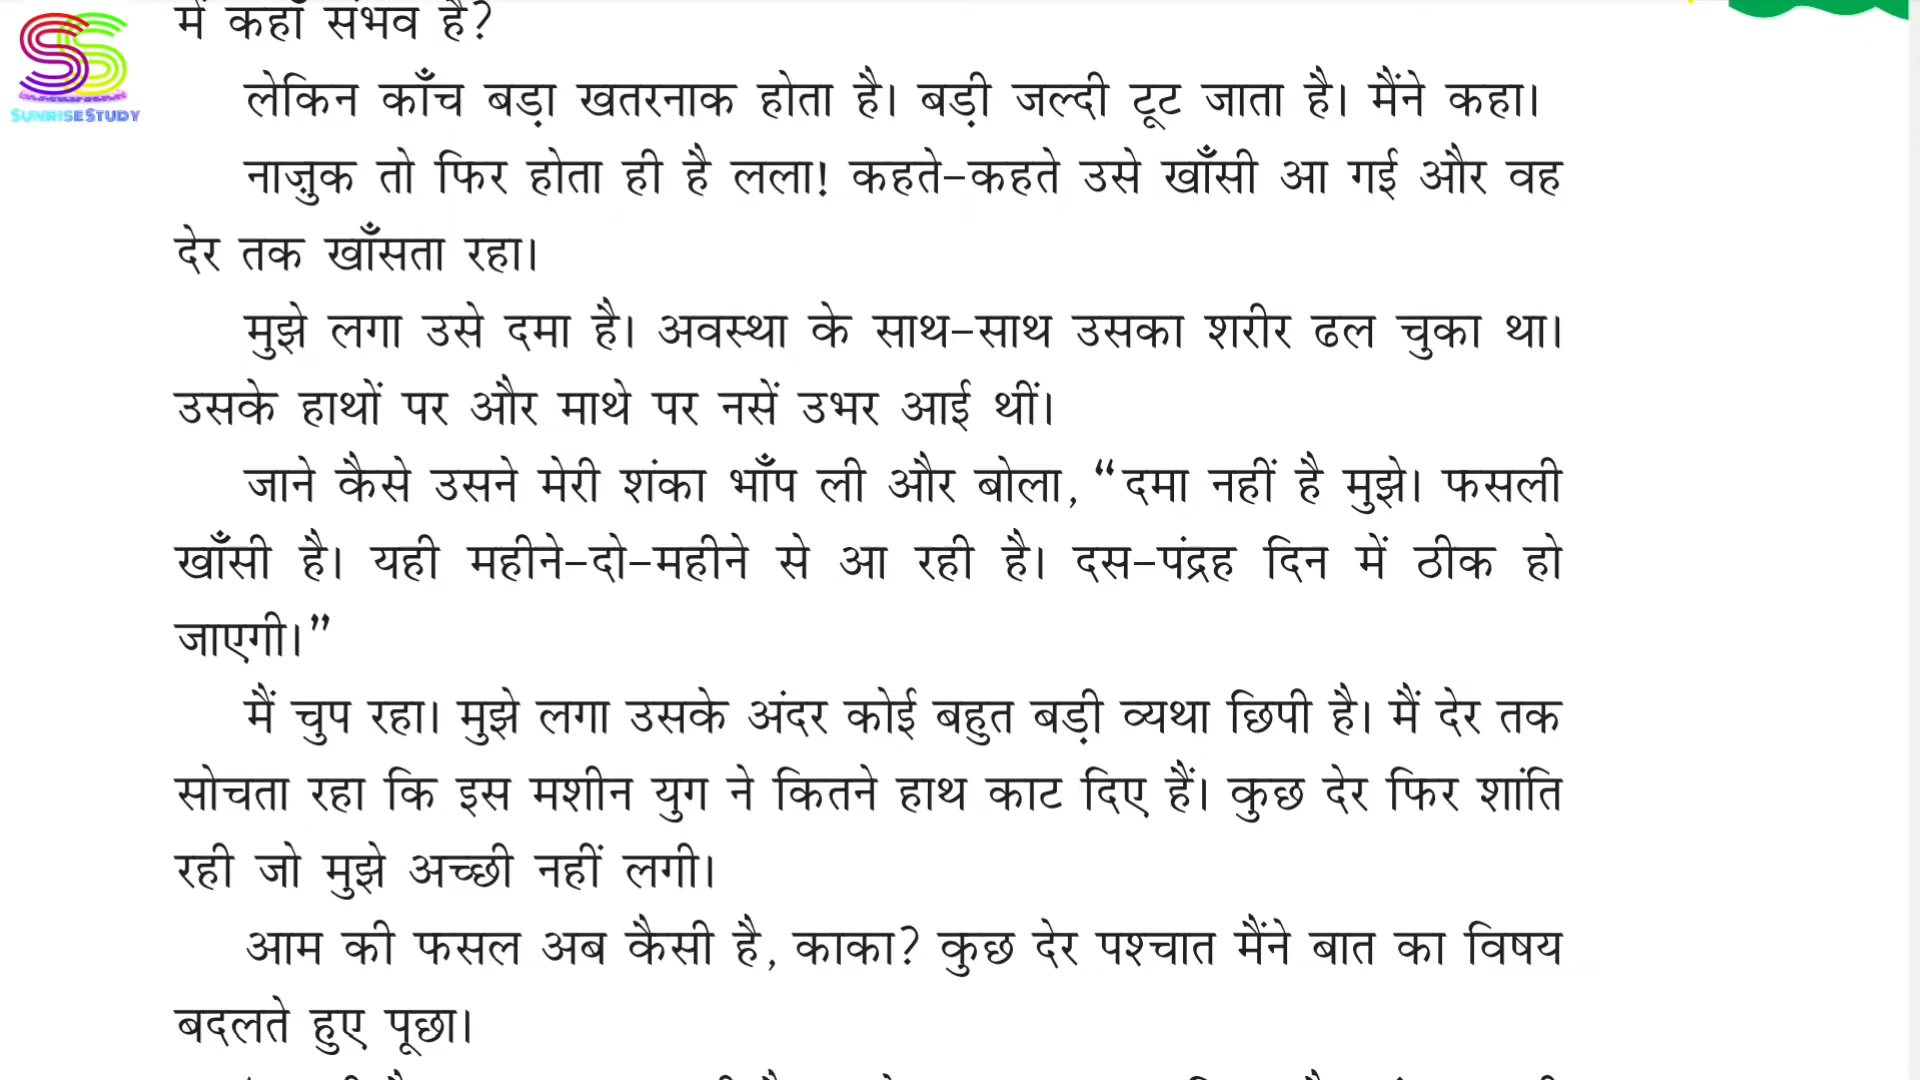 में कहाँ संभव है?
SUNRISESTUDY
लेकिन काँच बड़ा खतरनाक होता है। बड़ी जल्दी टूट जाता है। मैंने कहा।
नाज़ुक तो फिर होता ही है लला! कहते-कहते उसे खाँसी आ गई और वह
देर तक खाँसता रहा।
मुझे लगा उसे दमा है। अवस्था के साथ-साथ उसका शरीर ढल चुका था।
उसके हाथों पर और माथे पर नसें उभर आई थीं।
जाने कैसे उसने मेरी शंका भाँप ली और बोला, “दमा नहीं है मुझे। फसली
खाँसी है। यही महीने-दो-महीने से आ रही है। दस-पंद्रह दिन में ठीक हो
जाएगी।”
मैं चुप रहा। मुझे लगा उसके अंदर कोई बहुत बड़ी व्यथा छिपी है। मैं देर तक
सोचता रहा कि इस मशीन युग ने कितने हाथ काट दिए हैं। कुछ देर फिर शांति
रही जो मुझे अच्छी नहीं लगी।
आम की फसल अब कैसी है, काका? कुछ देर पश्चात मैंने बात का विषय
बदलते हुए पूछा।